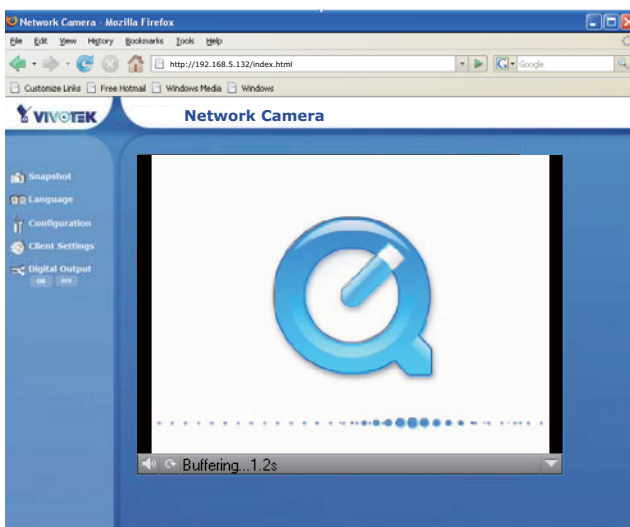 Network Camera - Mozilla Firefox
File Edit View History Bookmarks Tools Help
http://192.168.5.132/index.html
Google
Customize Links Free Hotmail Windows Media Windows
VIVOTEK
Network Camera
Snapshot
Language
Configuration
Client Settings
Digital Output
ON OFF
Buffering...1.2s